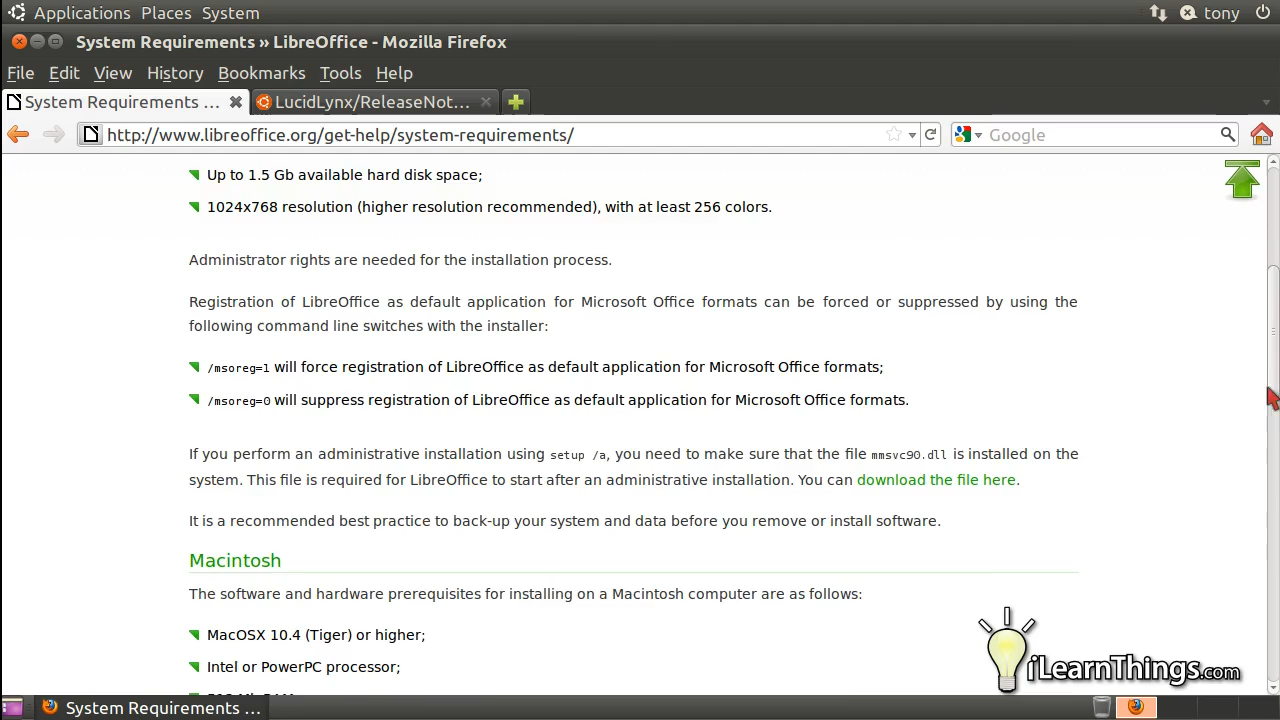 Applications Places System tony
System Requirements » LibreOffice - Mozilla Firefox
File Edit View History Bookmarks Tools Help
System Requirements ... LucidLynx/ReleaseNot...
http://www.libreoffice.org/get-help/system-requirements/ Google
Up to 1.5 Gb available hard disk space;
1024x768 resolution (higher resolution recommended), with at least 256 colors.
Administrator rights are needed for the installation process.
Registration of LibreOffice as default application for Microsoft Office formats can be forced or suppressed by using the
following command line switches with the installer:
/msoreg=1 will force registration of LibreOffice as default application for Microsoft Office formats;
/msoreg=0 will suppress registration of LibreOffice as default application for Microsoft Office formats.
If you perform an administrative installation using setup /a, you need to make sure that the file mmsvc90.dll is installed on the
system. This file is required for LibreOffice to start after an administrative installation. You can download the file here.
It is a recommended best practice to back-up your system and data before you remove or install software.
Macintosh
The software and hardware prerequisites for installing on a Macintosh computer are as follows:
MacOSX 10.4 (Tiger) or higher;
Intel or PowerPC processor;
iLearnThings.com
System Requirements ...